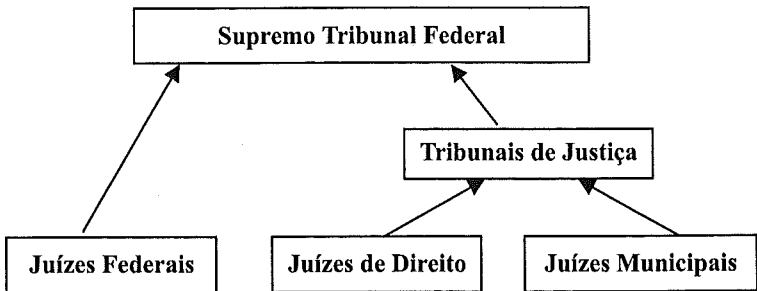 Supremo Tribunal Federal
Tribunais de Justiça
Juízes Federais
Juízes de Direito
Juízes Municipais